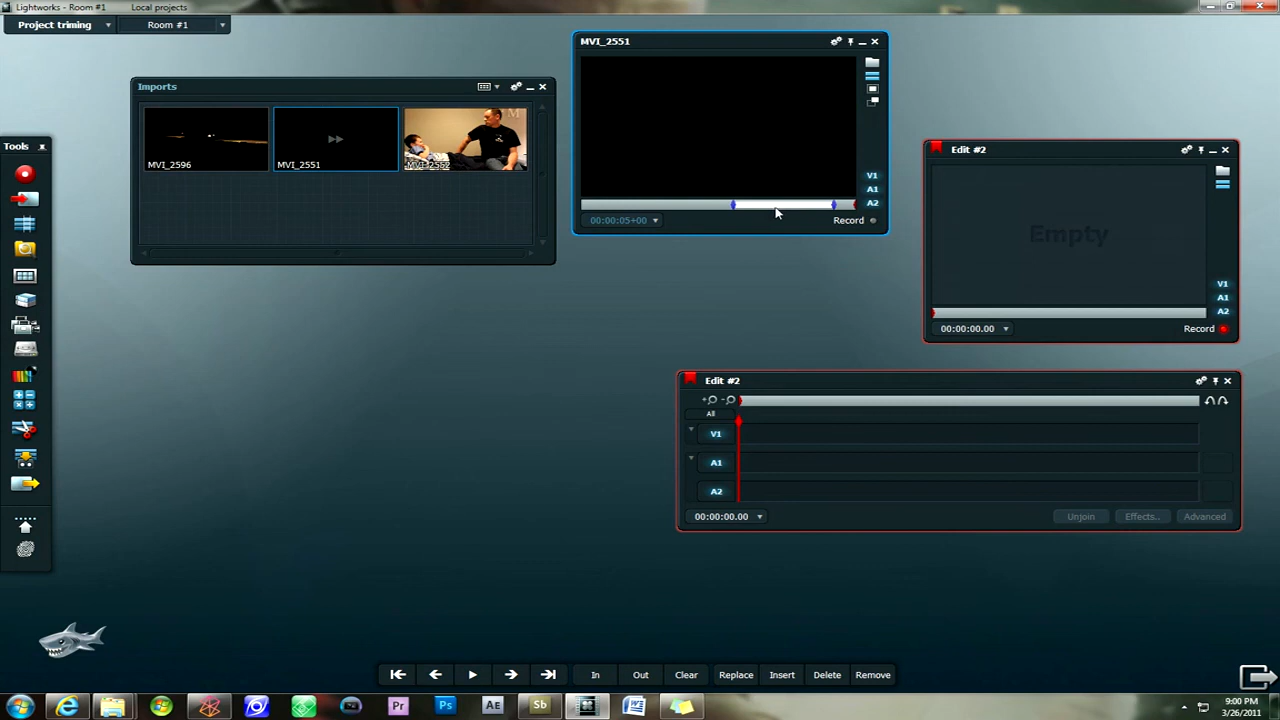 Lightworks - Room #1
Local projects
Project triming
Room #1
MVI_2551
Imports
MVI_2596
MVI_2551
V1
A1
A2
00:00:05+00
Record
Tools
Edit #2
Empty
V1
A1
A2
00:00:00.00
Record
Edit #2
All
V1
A1
A2
00:00:00.00
Unjoin
Effects..
Advanced
In
Out
Clear
Replace
Insert
Delete
Remove
Pr
Ps
AE
Sb
9:00 PM
3/26/2011